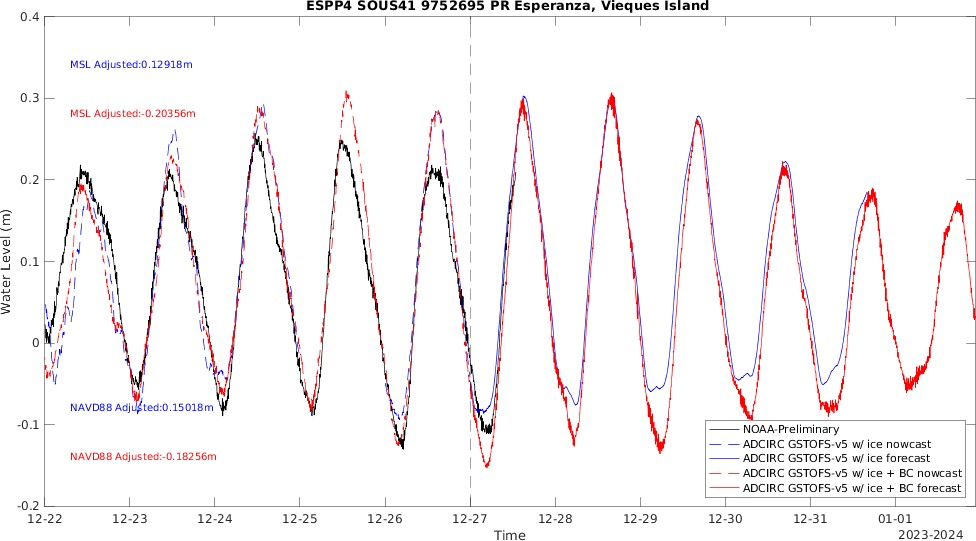 ESPP4 SOUS41 9752695 PR Esperanza, Vieques Island
Water Level (m)
0.4
0.3
0.2
0.1
0
-0.1
-0.2
MSL Adjusted:0.12918m
MSL Adjusted:-0.20356m
NAVD88 Adjusted:0.15018m
NAVD88 Adjusted:-0.18256m
NOAA-Preliminary
ADCIRC GSTOFS-v5 w/ ice nowcast
ADCIRC GSTOFS-v5 w/ ice forecast
ADCIRC GSTOFS-v5 w/ ice + BC nowcast
ADCIRC GSTOFS-v5 w/ ice + BC forecast
12-22 12-23 12-24 12-25 12-26 12-27 12-28 12-29 12-30 12-31 01-01
Time
2023-2024